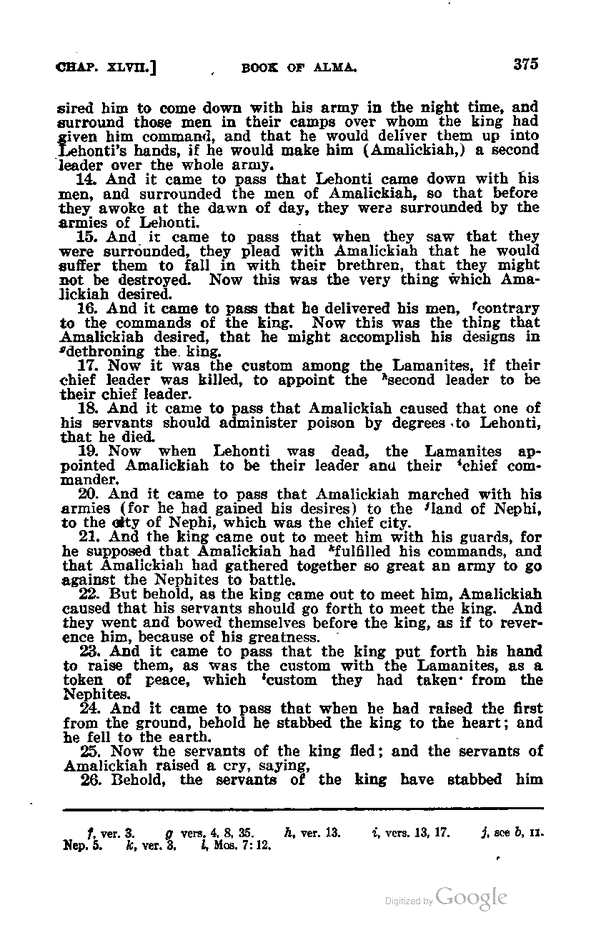 CHAP. XLVII.] BOOK OF ALMA. 375
sired him to come down with his army in the night time, and
surround those men in their camps over whom the king had
given him command, and that he would deliver them up into
Lehonti's hands, if he would make him (Amalickiah,) a second
leader over the whole army.
14. And it came to pass that Lehonti came down with his
men, and surrounded the men of Amalickiah, so that before
they awoke at the dawn of day, they were surrounded by the
armies of Lehonti.
15. And it came to pass that when they saw that they
were surrounded, they plead with Amalickiah that he would
suffer them to fall in with their brethren, that they might
not be destroyed. Now this was the very thing which Ama-
lickiah desired.
16. And it came to pass that he delivered his men, fcontrary
to the commands of the king. Now this was the thing that
Amalickiah desired, that he might accomplish his designs in
gdethroning the king.
17. Now it was the custom among the Lamanites, if their
chief leader was killed, to appoint the hsecond leader to be
their chief leader.
18. And it came to pass that Amalickiah caused that one of
his servants should administer poison by degrees to Lehonti,
that he died.
19. Now when Lehonti was dead, the Lamanites ap-
pointed Amalickiah to be their leader and their ichief com-
mander.
20. And it came to pass that Amalickiah marched with his
armies (for he had gained his desires) to the jland of Nephi,
to the city of Nephi, which was the chief city.
21. And the king came out to meet him with his guards, for
he supposed that Amalickiah had kfulfilled his commands, and
that Amalickiah had gathered together so great an army to go
against the Nephites to battle.
22. But behold, as the king came out to meet him, Amalickiah
caused that his servants should go forth to meet the king. And
they went and bowed themselves before the king, as if to rever-
ence him, because of his greatness.
23. And it came to pass that the king put forth his hand
to raise them, as was the custom with the Lamanites, as a
token of peace, which lcustom they had taken from the
Nephites.
24. And it came to pass that when he had raised the first
from the ground, behold he stabbed the king to the heart; and
he fell to the earth.
25. Now the servants of the king fled; and the servants of
Amalickiah raised a cry, saying,
26. Behold, the servants of the king have stabbed him
f, ver. 3. g vers. 4, 8, 35. h, ver. 13. i, vers. 13, 17. j, see b, II.
Nep. 5. k, ver. 3. l, Mos. 7:12.
Digitized by Google